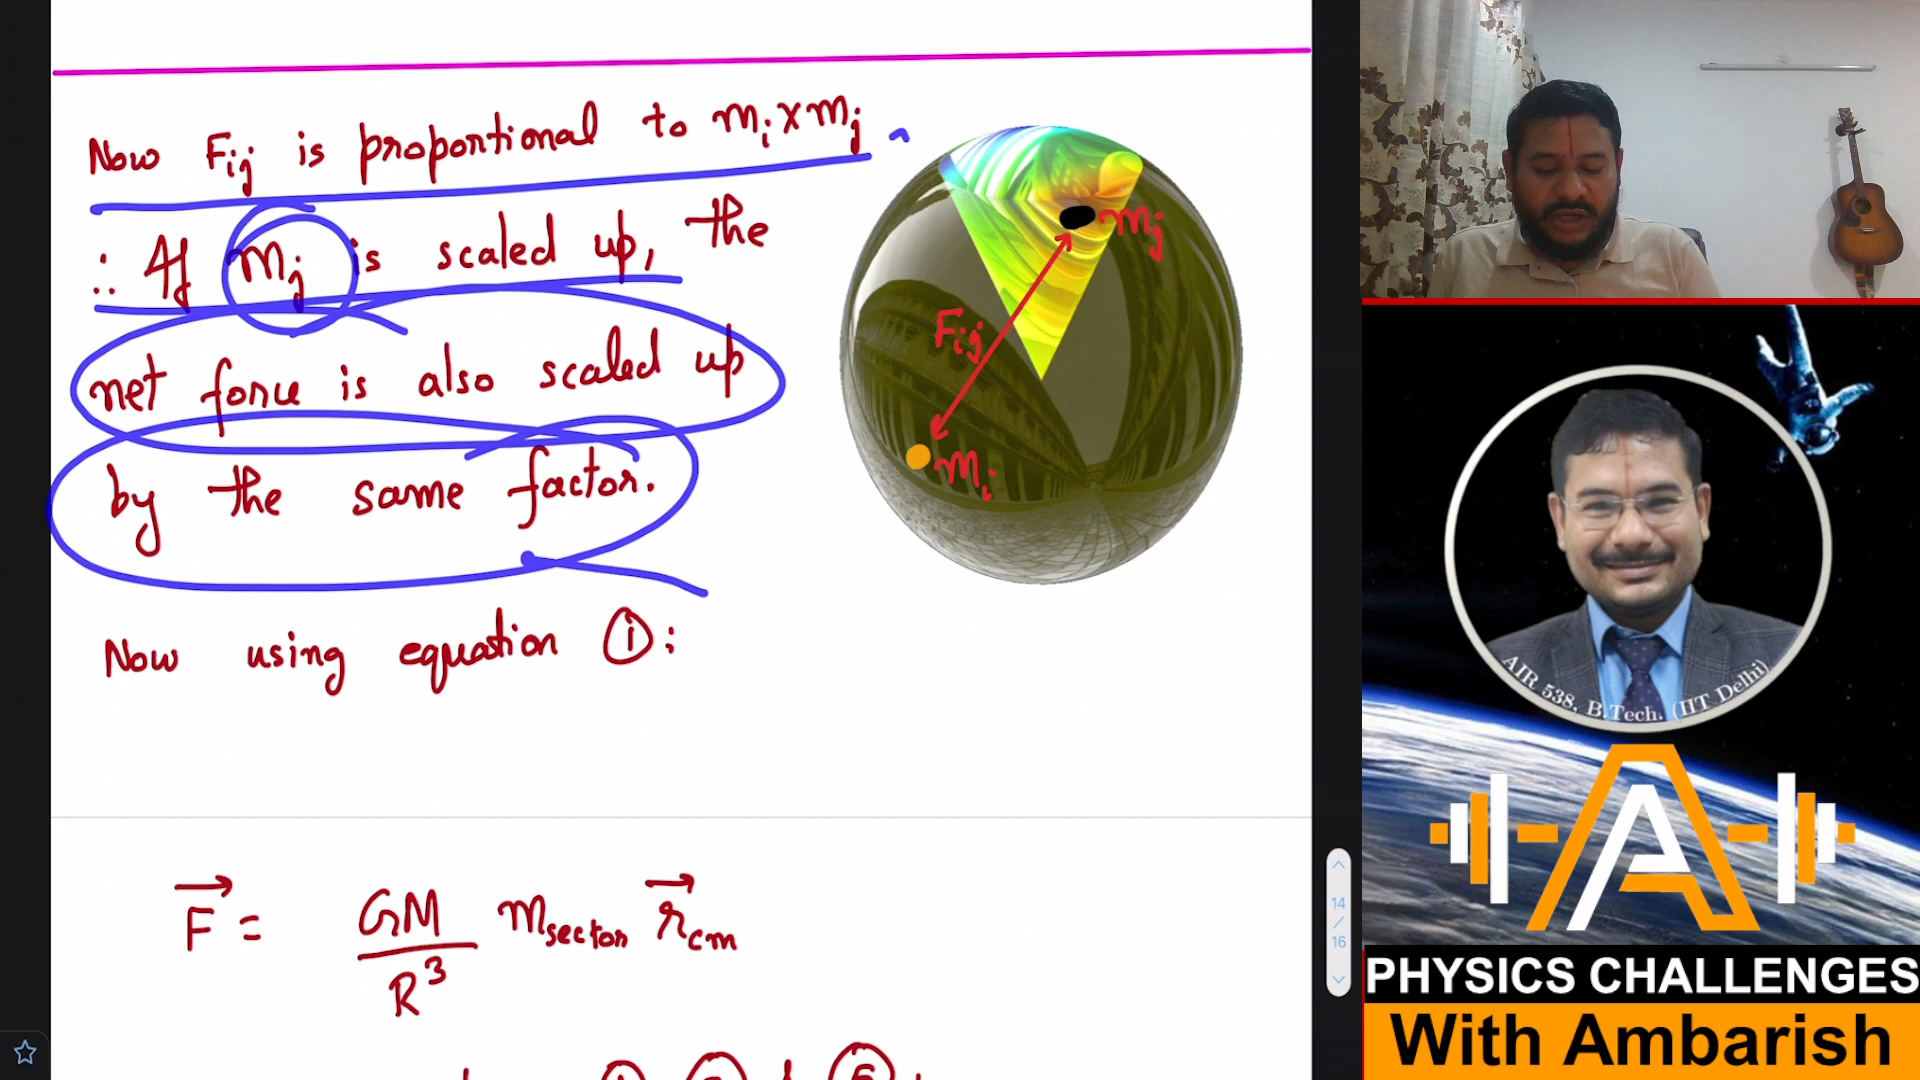 Now Fij is proportional to mi x mj
∴ If mj is scaled up, the
net force is also scaled up
by the same factor.
Now using equation ①:
mj
Fij
mi
F = GM/R³ m sector r cm
14
/
16
AIR 538, B.Tech. (IIT Delhi)
A
PHYSICS CHALLENGES
With Ambarish